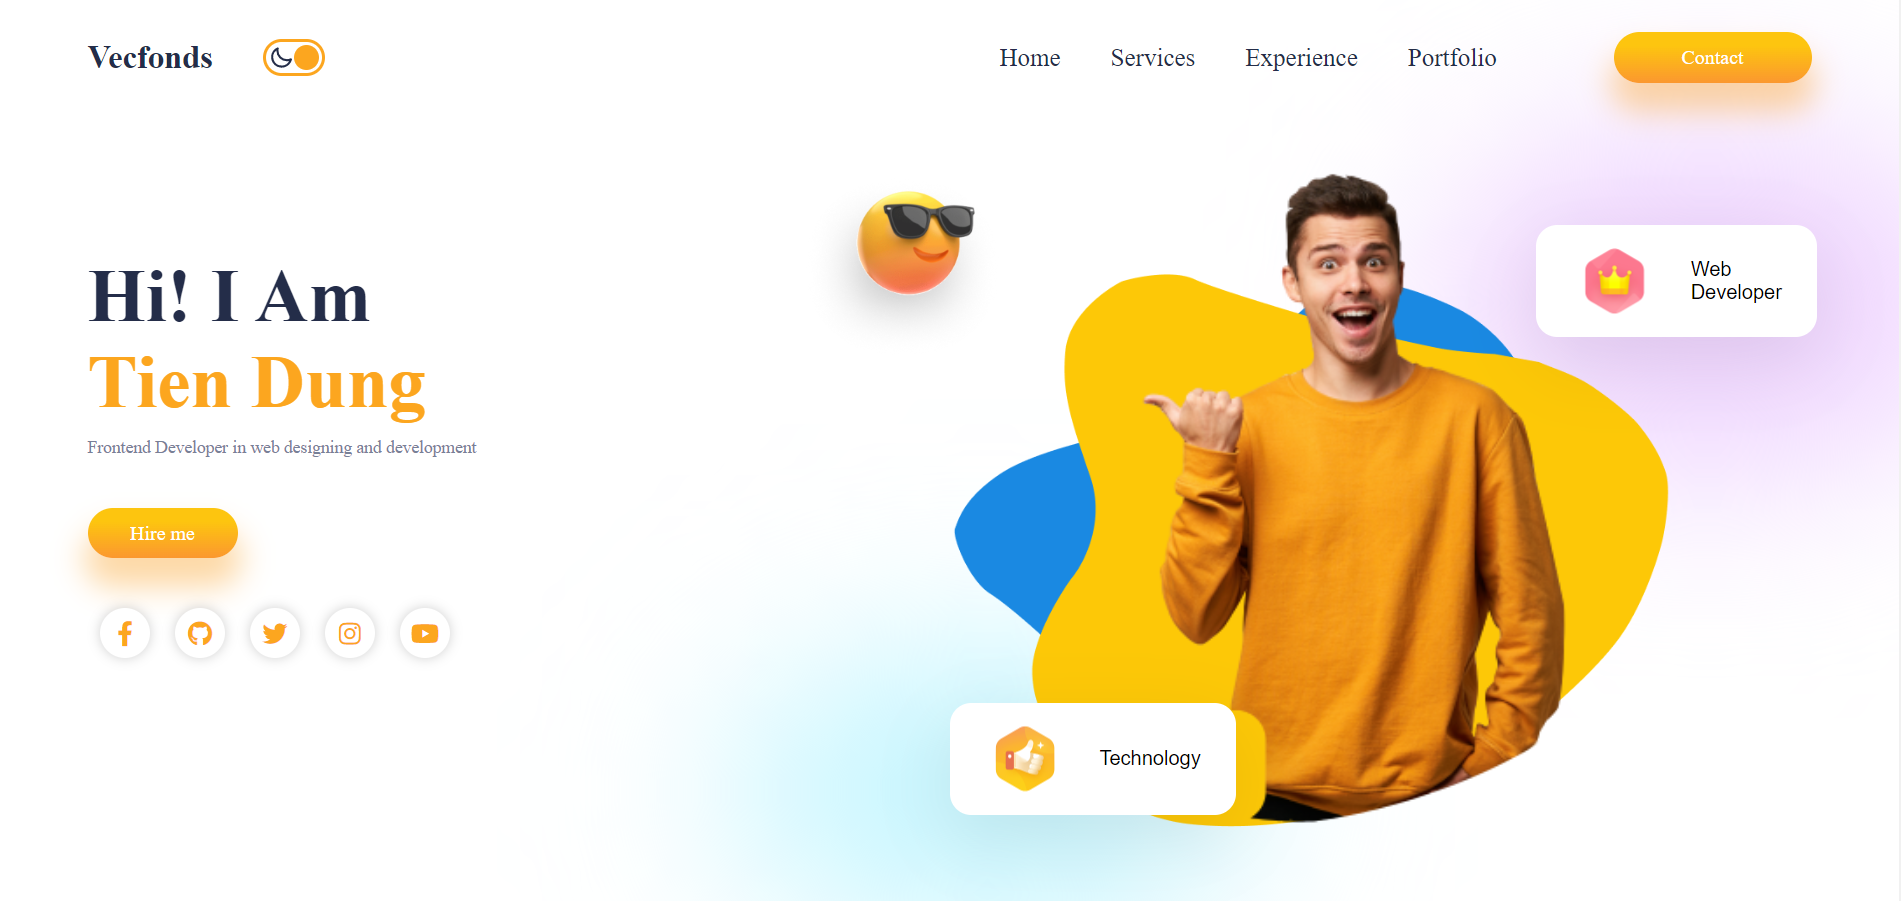 Vecfonds
Home Services Experience Portfolio Contact
Hi! I Am
Tien Dung
Frontend Developer in web designing and development
Hire me
Web
Developer
Technology